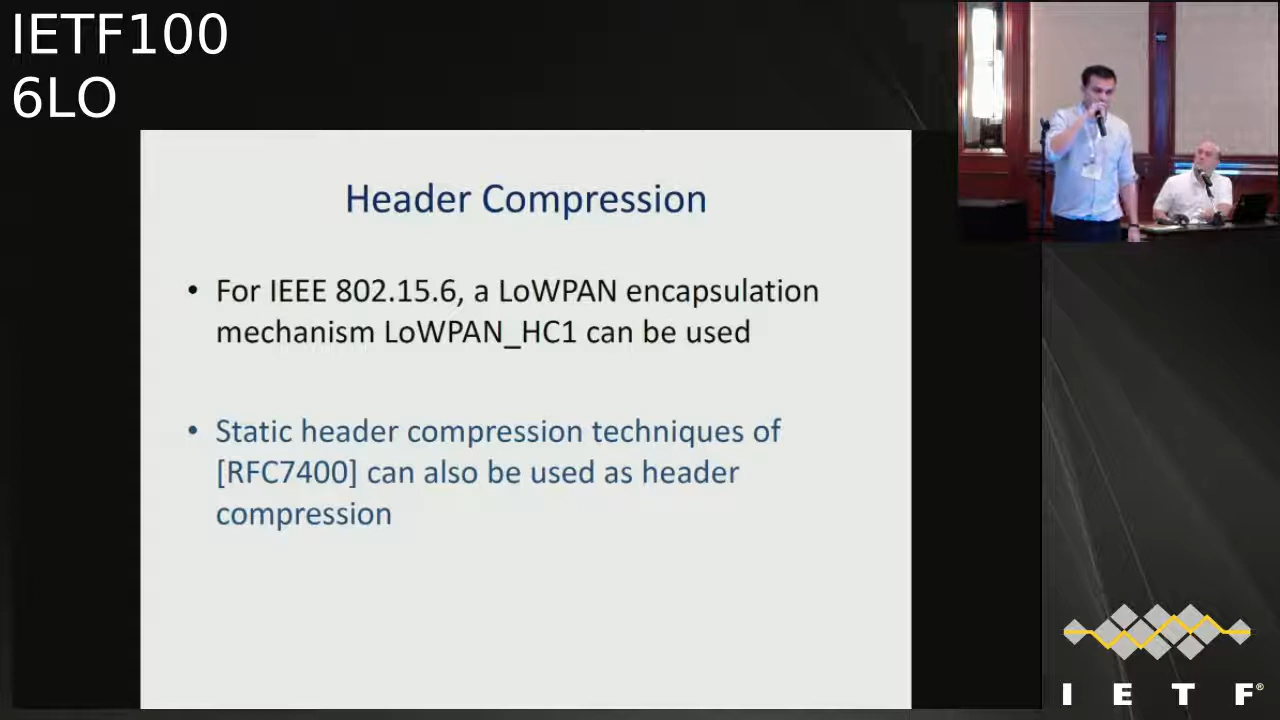 IETF100
6LO
Header Compression
• For IEEE 802.15.6, a LoWPAN encapsulation
mechanism LoWPAN_HC1 can be used
• Static header compression techniques of
[RFC7400] can also be used as header
compression
I E T F®